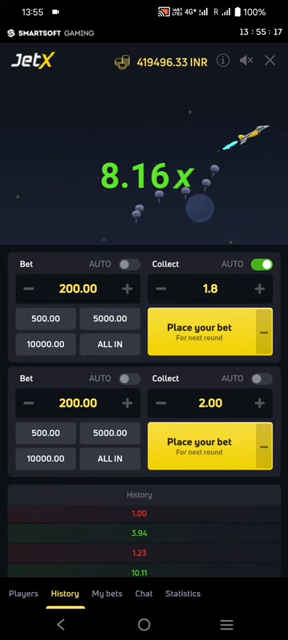 13:55 4G+ R 100%
SMARTSOFT GAMING 13 : 55 : 17
JetX 419496.33 INR
8.16x
Bet AUTO Collect AUTO
200.00 1.8
500.00 5000.00 Place your bet
For next round
10000.00 ALL IN
Bet AUTO Collect AUTO
200.00 2.00
500.00 5000.00 Place your bet
For next round
10000.00 ALL IN
History
1.00
3.94
1.23
10.11
Players History My bets Chat Statistics